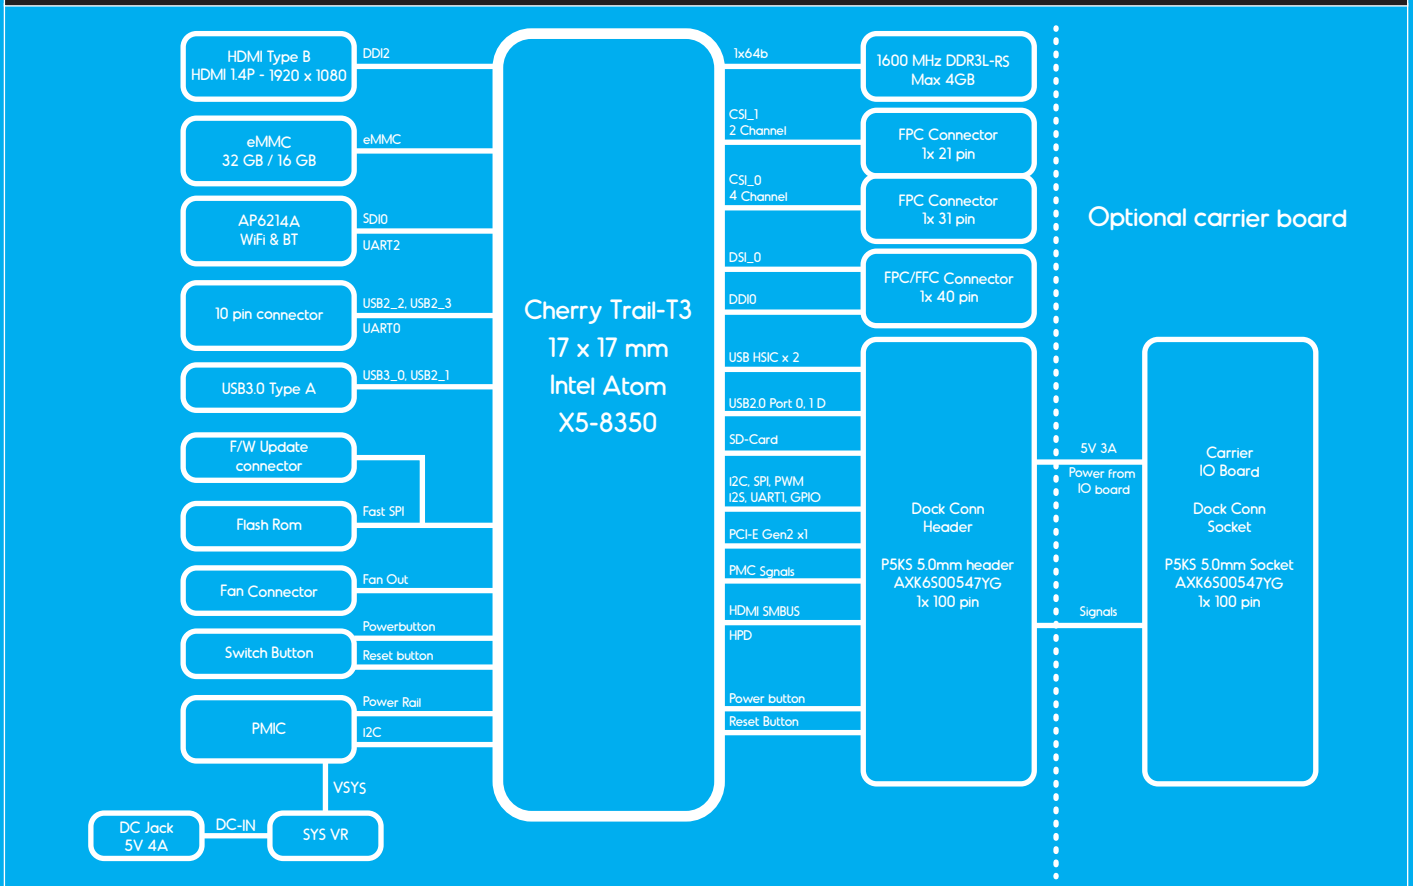 HDMI Type B
HDMI 1.4P - 1920 x 1080
DDI2
eMMC
32 GB / 16 GB
eMMC
AP6214A
WiFi & BT
SDIO
UART2
10 pin connector
USB2_2, USB2_3
UART0
USB3.0 Type A
USB3_0, USB2_1
F/W Update
connector
Flash Rom
Fast SPI
Fan Connector
Fan Out
Switch Button
Powerbutton
Reset button
PMIC
Power Rail
I2C
VSYS
DC Jack
5V 4A
DC-IN
SYS VR
Cherry Trail-T3
17 x 17 mm
Intel Atom
X5-8350
1x64b
1600 MHz DDR3L-RS
Max 4GB
CSI_1
2 Channel
FPC Connector
1x 21 pin
CSI_0
4 Channel
FPC Connector
1x 31 pin
DSI_0
DDI0
FPC/FFC Connector
1x 40 pin
USB HSIC x 2
USB2.0 Port 0, 1 D
SD-Card
I2C, SPI, PWM
I2S, UART1, GPIO
PCI-E Gen2 x1
PMC Sgnals
HDMI SMBUS
HPD
Power button
Reset Button
Dock Conn
Header
P5KS 5.0mm header
AXK6S00547YG
1x 100 pin
Optional carrier board
5V 3A
Power from
IO board
Signals
Carrier
IO Board
Dock Conn
Socket
P5KS 5.0mm Socket
AXK6S00547YG
1x 100 pin